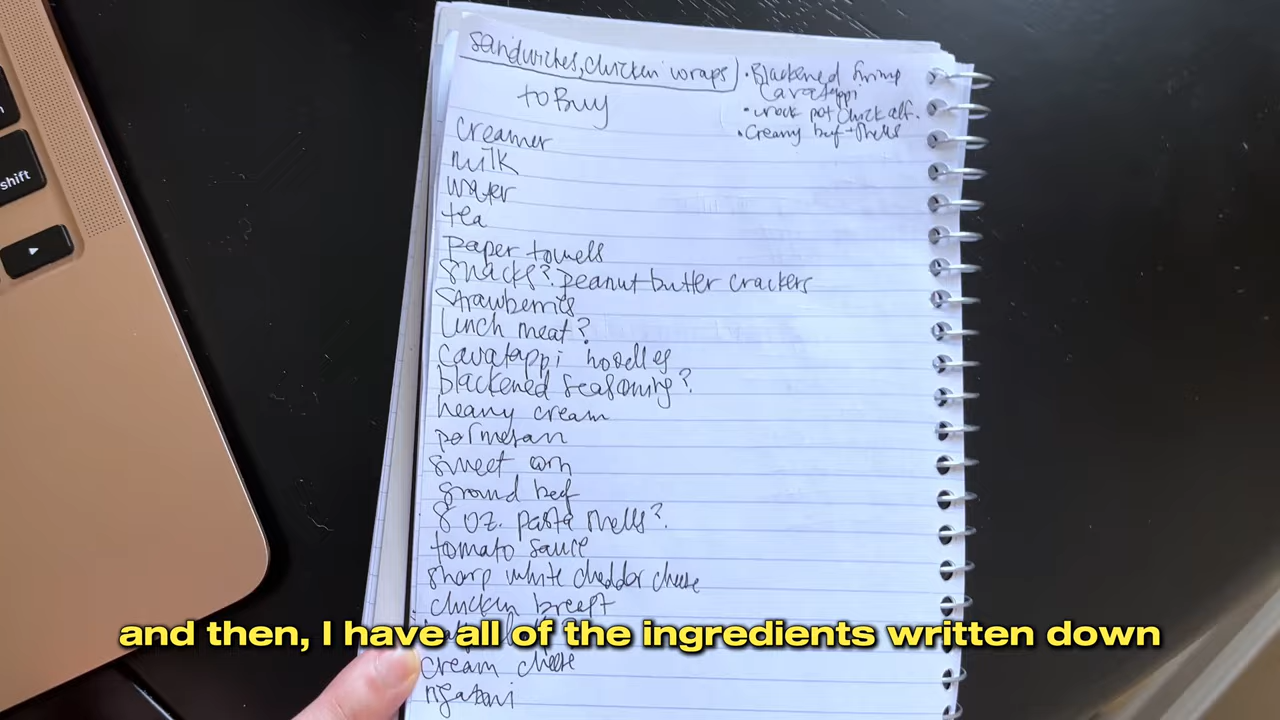 sandwiches, chicken wraps
• Blackened shrimp
Cavatappi
• crock pot chick alf.
• Creamy beef + shells
to Buy
creamer
milk
water
tea
paper towells
snacks? peanut butter crackers
strawberries
lunch meat?
cavatappi noodles
blackened seasoning?
heavy cream
parmesan
sweet corn
ground beef
8 oz. pasta shells?
tomato sauce
sharp white cheddar cheese
chicken breast
and then, I have all of the ingredients written down
cream cheese
rigatoni
shift